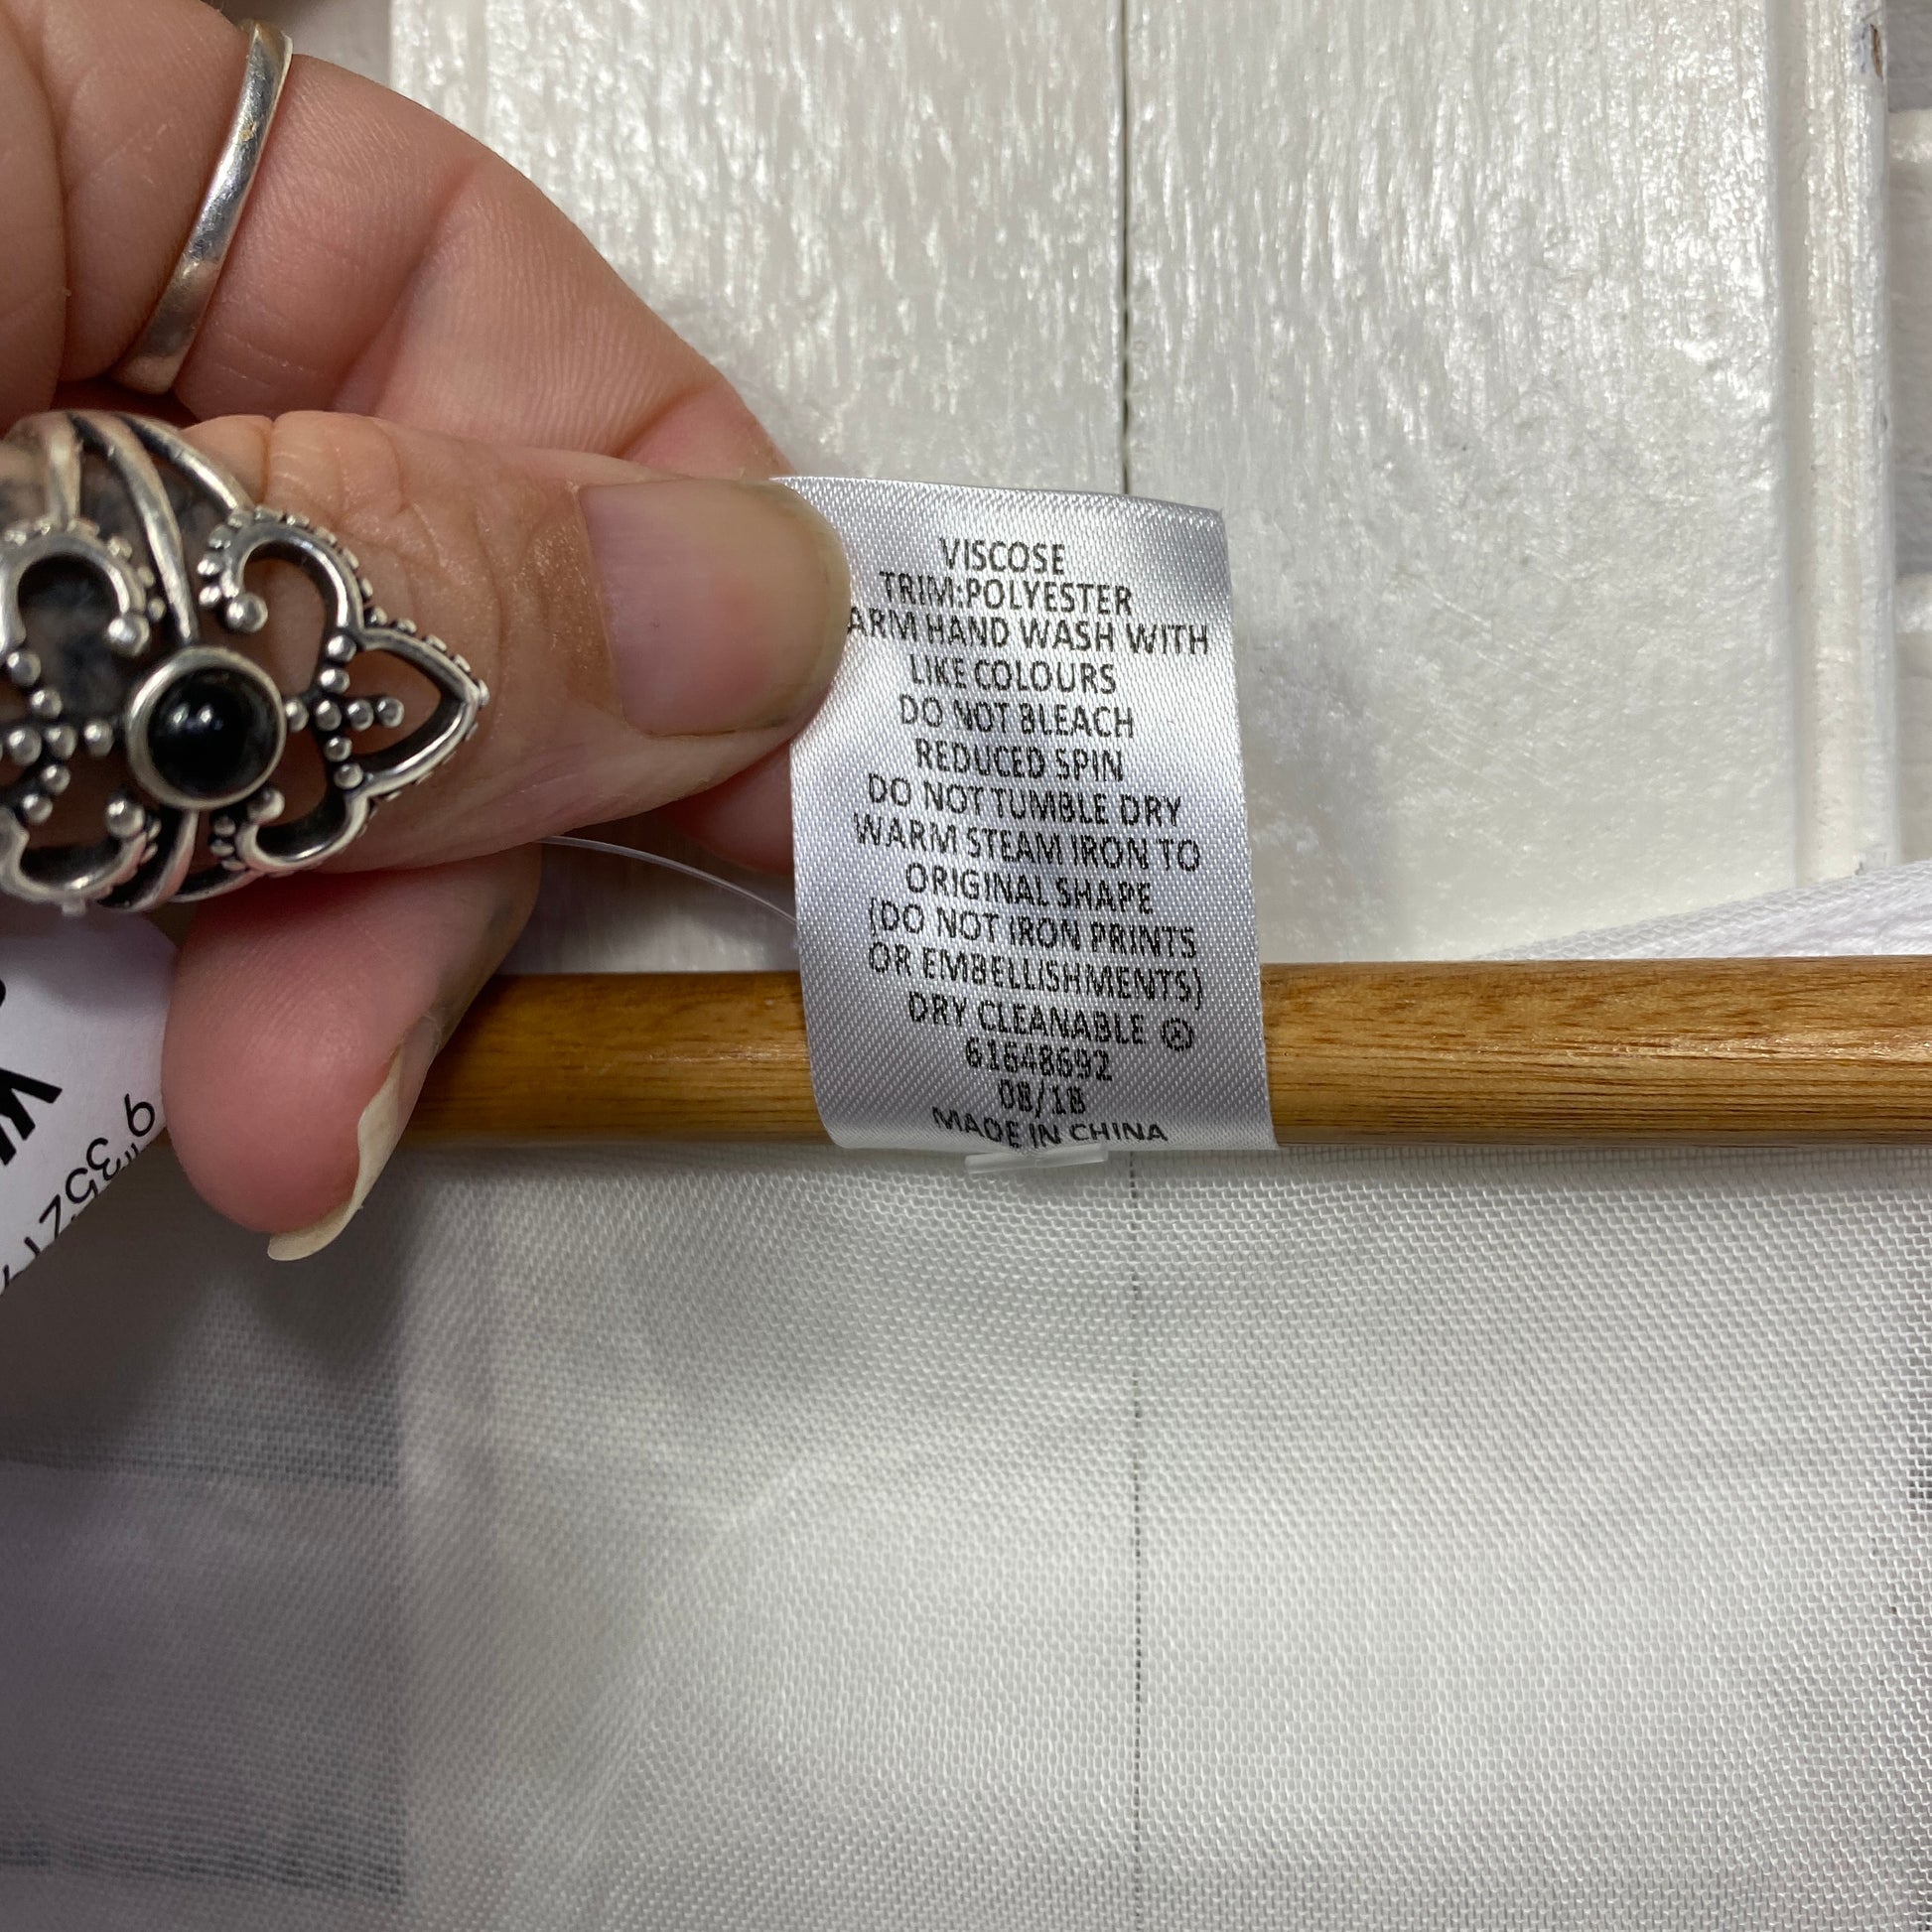 VISCOSE
TRIM:POLYESTER
ARM HAND WASH WITH
LIKE COLOURS
DO NOT BLEACH
REDUCED SPIN
DO NOT TUMBLE DRY
WARM STEAM IRON TO
ORIGINAL SHAPE
(DO NOT IRON PRINTS
OR EMBELLISHMENTS)
DRY CLEANABLE Ⓐ
61648692
08/18
MADE IN CHINA
9 3521